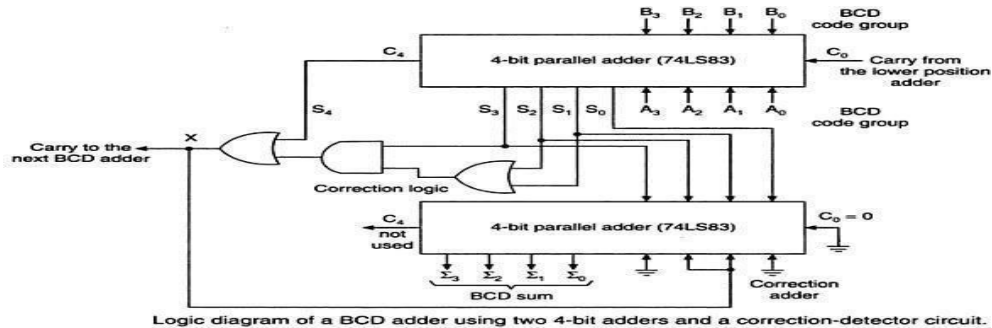 B₃ B₂ B₁ B₀
BCD
code group
C₄
4-bit parallel adder (74LS83)
C₀
Carry from
the lower position
adder
S₄
S₃ S₂ S₁ S₀
A₃ A₂ A₁ A₀
BCD
code group
X
Carry to the
next BCD adder
Correction logic
C₄
not
used
4-bit parallel adder (74LS83)
C₀ = 0
Σ₃ Σ₂ Σ₁ Σ₀
BCD sum
Correction
adder
Logic diagram of a BCD adder using two 4-bit adders and a correction-detector circuit.